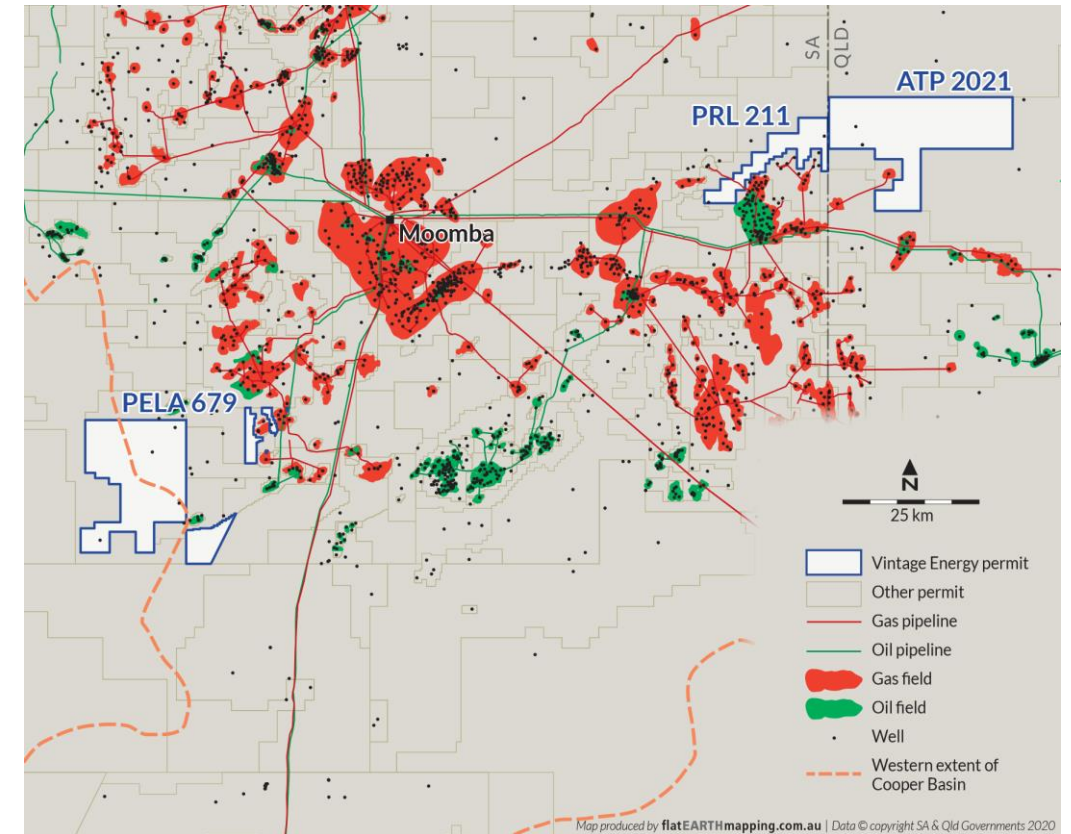 SA
QLD
ATP 2021
PRL 211
Moomba
PELA 679
N
25 km
Vintage Energy permit
Other permit
Gas pipeline
Oil pipeline
Gas field
Oil field
Well
Western extent of
Cooper Basin
Map produced by flatEARTHmapping.com.au | Data © copyright SA & Qld Governments 2020